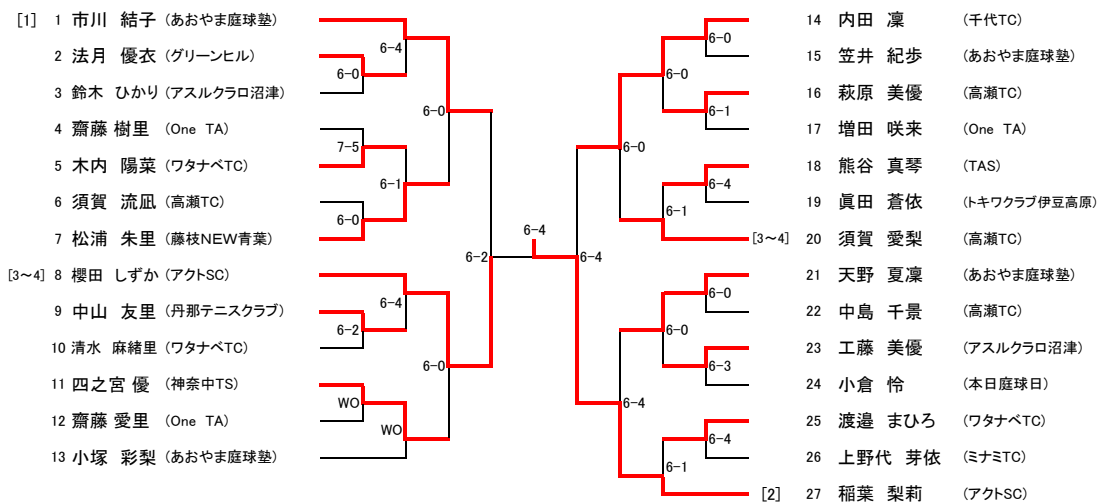 [1] 1 市川 結子 (あおやま庭球塾)
2 法月 優衣 (グリーンヒル)
3 鈴木 ひかり (アスルクラロ沼津)
4 齋藤 樹里 (One TA)
5 木内 陽菜 (ワタナベTC)
6 須賀 流凪 (高瀬TC)
7 松浦 朱里 (藤枝NEW青葉)
[3~4] 8 櫻田 しずか (アクトSC)
9 中山 友里 (丹那テニスクラブ)
10 清水 麻緒里 (ワタナベTC)
11 四之宮 優 (神奈中TS)
12 齋藤 愛里 (One TA)
13 小塚 彩梨 (あおやま庭球塾)
6-4
6-0
6-0
7-5
6-1
6-0
6-2
6-4
6-2
6-0
WO
WO
6-4
6-4
6-0
6-0
6-1
6-0
6-4
6-1
6-0
6-0
6-3
6-4
6-4
6-1
14 内田 凜 (千代TC)
15 笠井 紀歩 (あおやま庭球塾)
16 萩原 美優 (高瀬TC)
17 増田 咲来 (One TA)
18 熊谷 真琴 (TAS)
19 眞田 蒼依 (トキワクラブ伊豆高原)
[3~4] 20 須賀 愛梨 (高瀬TC)
21 天野 夏凜 (あおやま庭球塾)
22 中島 千景 (高瀬TC)
23 工藤 美優 (アスルクラロ沼津)
24 小倉 怜 (本日庭球日)
25 渡邉 まひろ (ワタナベTC)
26 上野代 芽依 (ミナミTC)
[2] 27 稲葉 梨莉 (アクトSC)